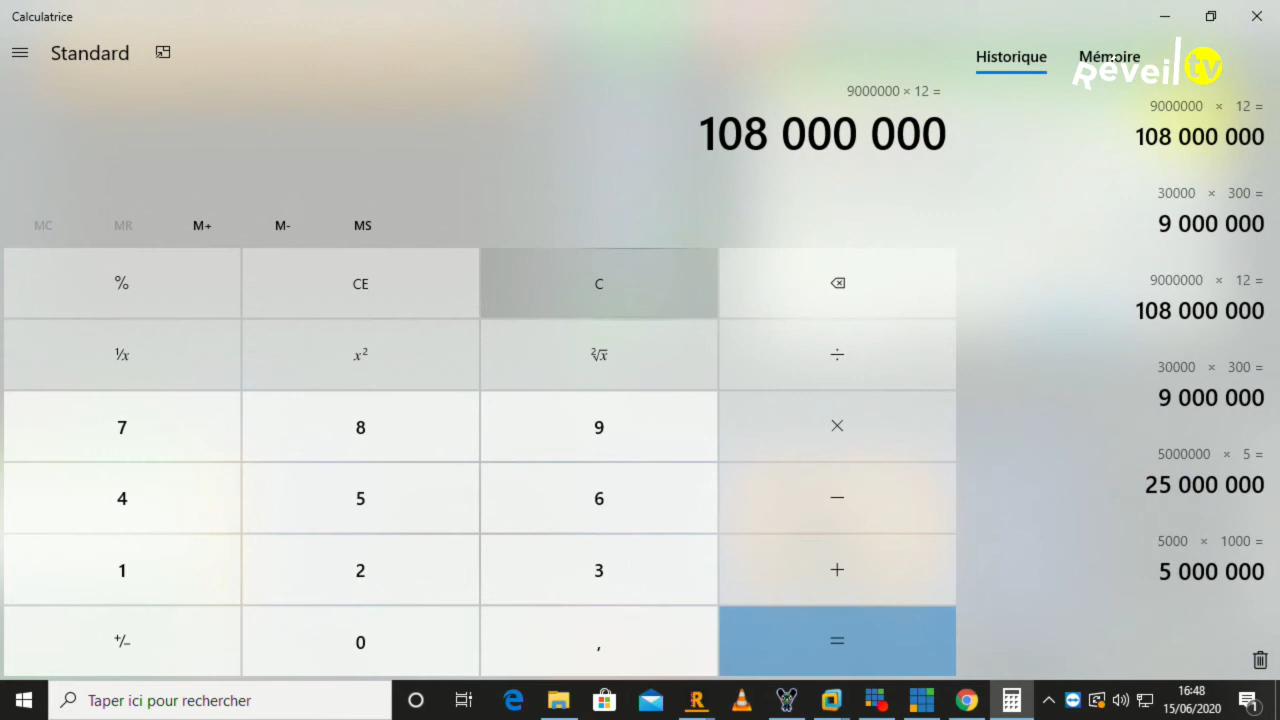 Calculatrice
Standard
Historique
Mémoire
Réveil tv
9000000 × 12 =
108 000 000
MC MR M+ M- MS
% CE C
⅟x x² ²√x ÷
7 8 9 ×
4 5 6 −
1 2 3 +
+/− 0 , =
9000000 × 12 =
108 000 000
30000 × 300 =
9 000 000
9000000 × 12 =
108 000 000
30000 × 300 =
9 000 000
5000000 × 5 =
25 000 000
5000 × 1000 =
5 000 000
Taper ici pour rechercher
16:48
15/06/2020
1